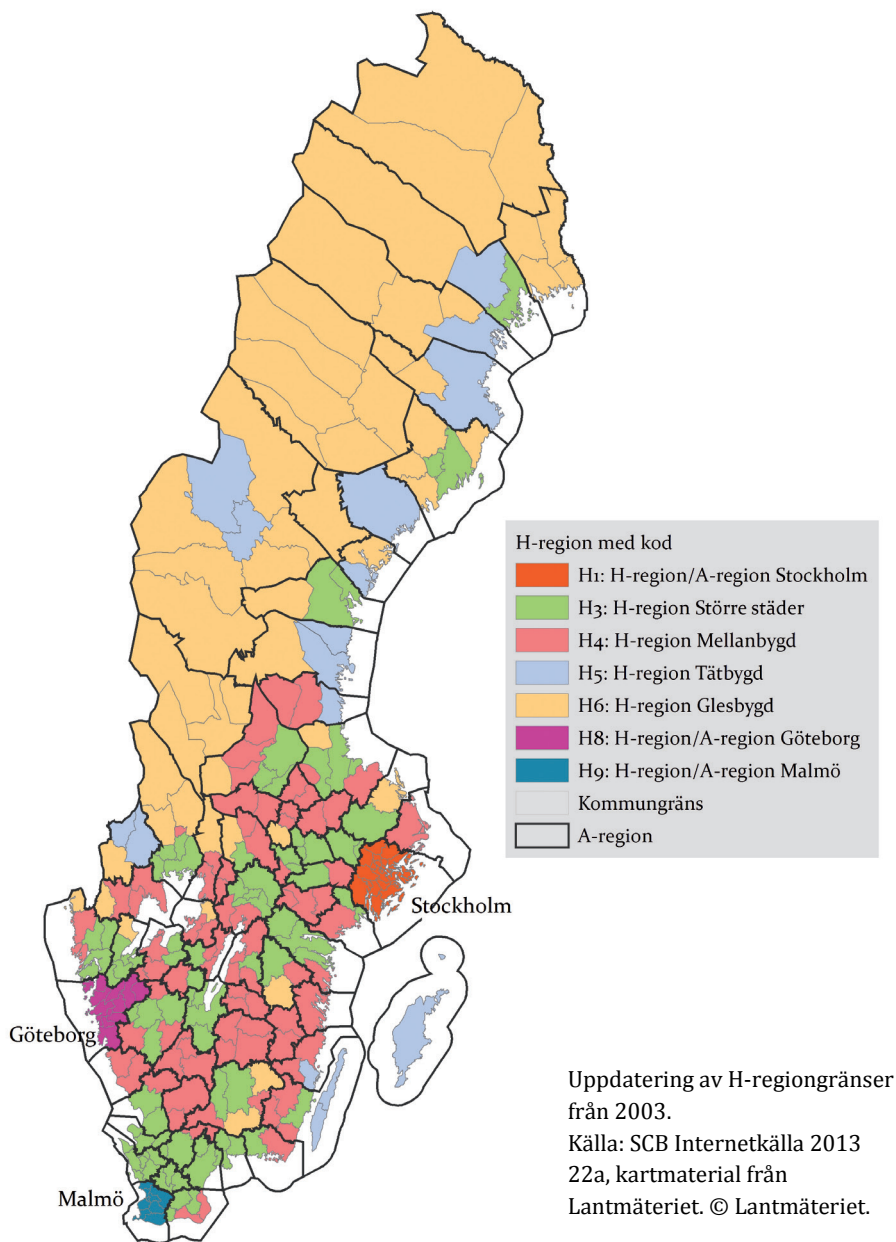 H-region med kod
H1: H-region/A-region Stockholm
H3: H-region Större städer
H4: H-region Mellanbygd
H5: H-region Tätbygd
H6: H-region Glesbygd
H8: H-region/A-region Göteborg
H9: H-region/A-region Malmö
Kommungräns
A-region
Stockholm
Göteborg
Malmö
Uppdatering av H-regiongränser
från 2003.
Källa: SCB Internetkälla 2013
22a, kartmaterial från
Lantmäteriet. © Lantmäteriet.